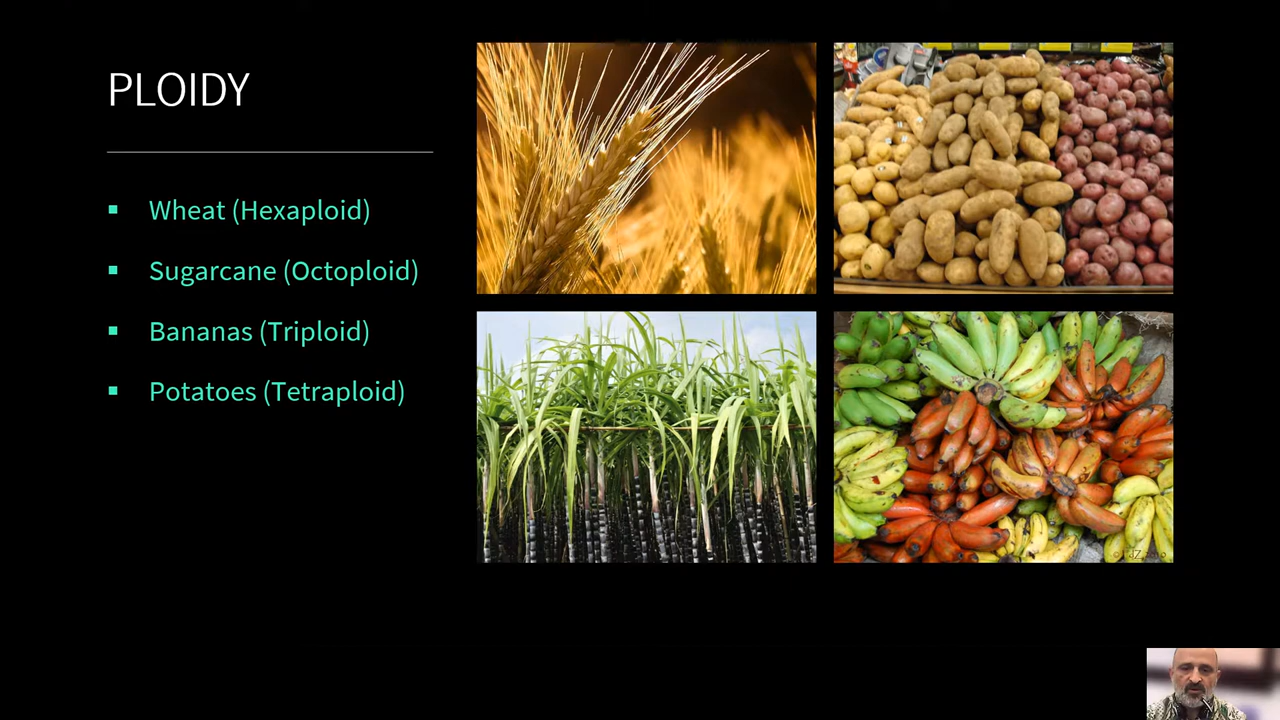 PLOIDY
Wheat (Hexaploid)
Sugarcane (Octoploid)
Bananas (Triploid)
Potatoes (Tetraploid)